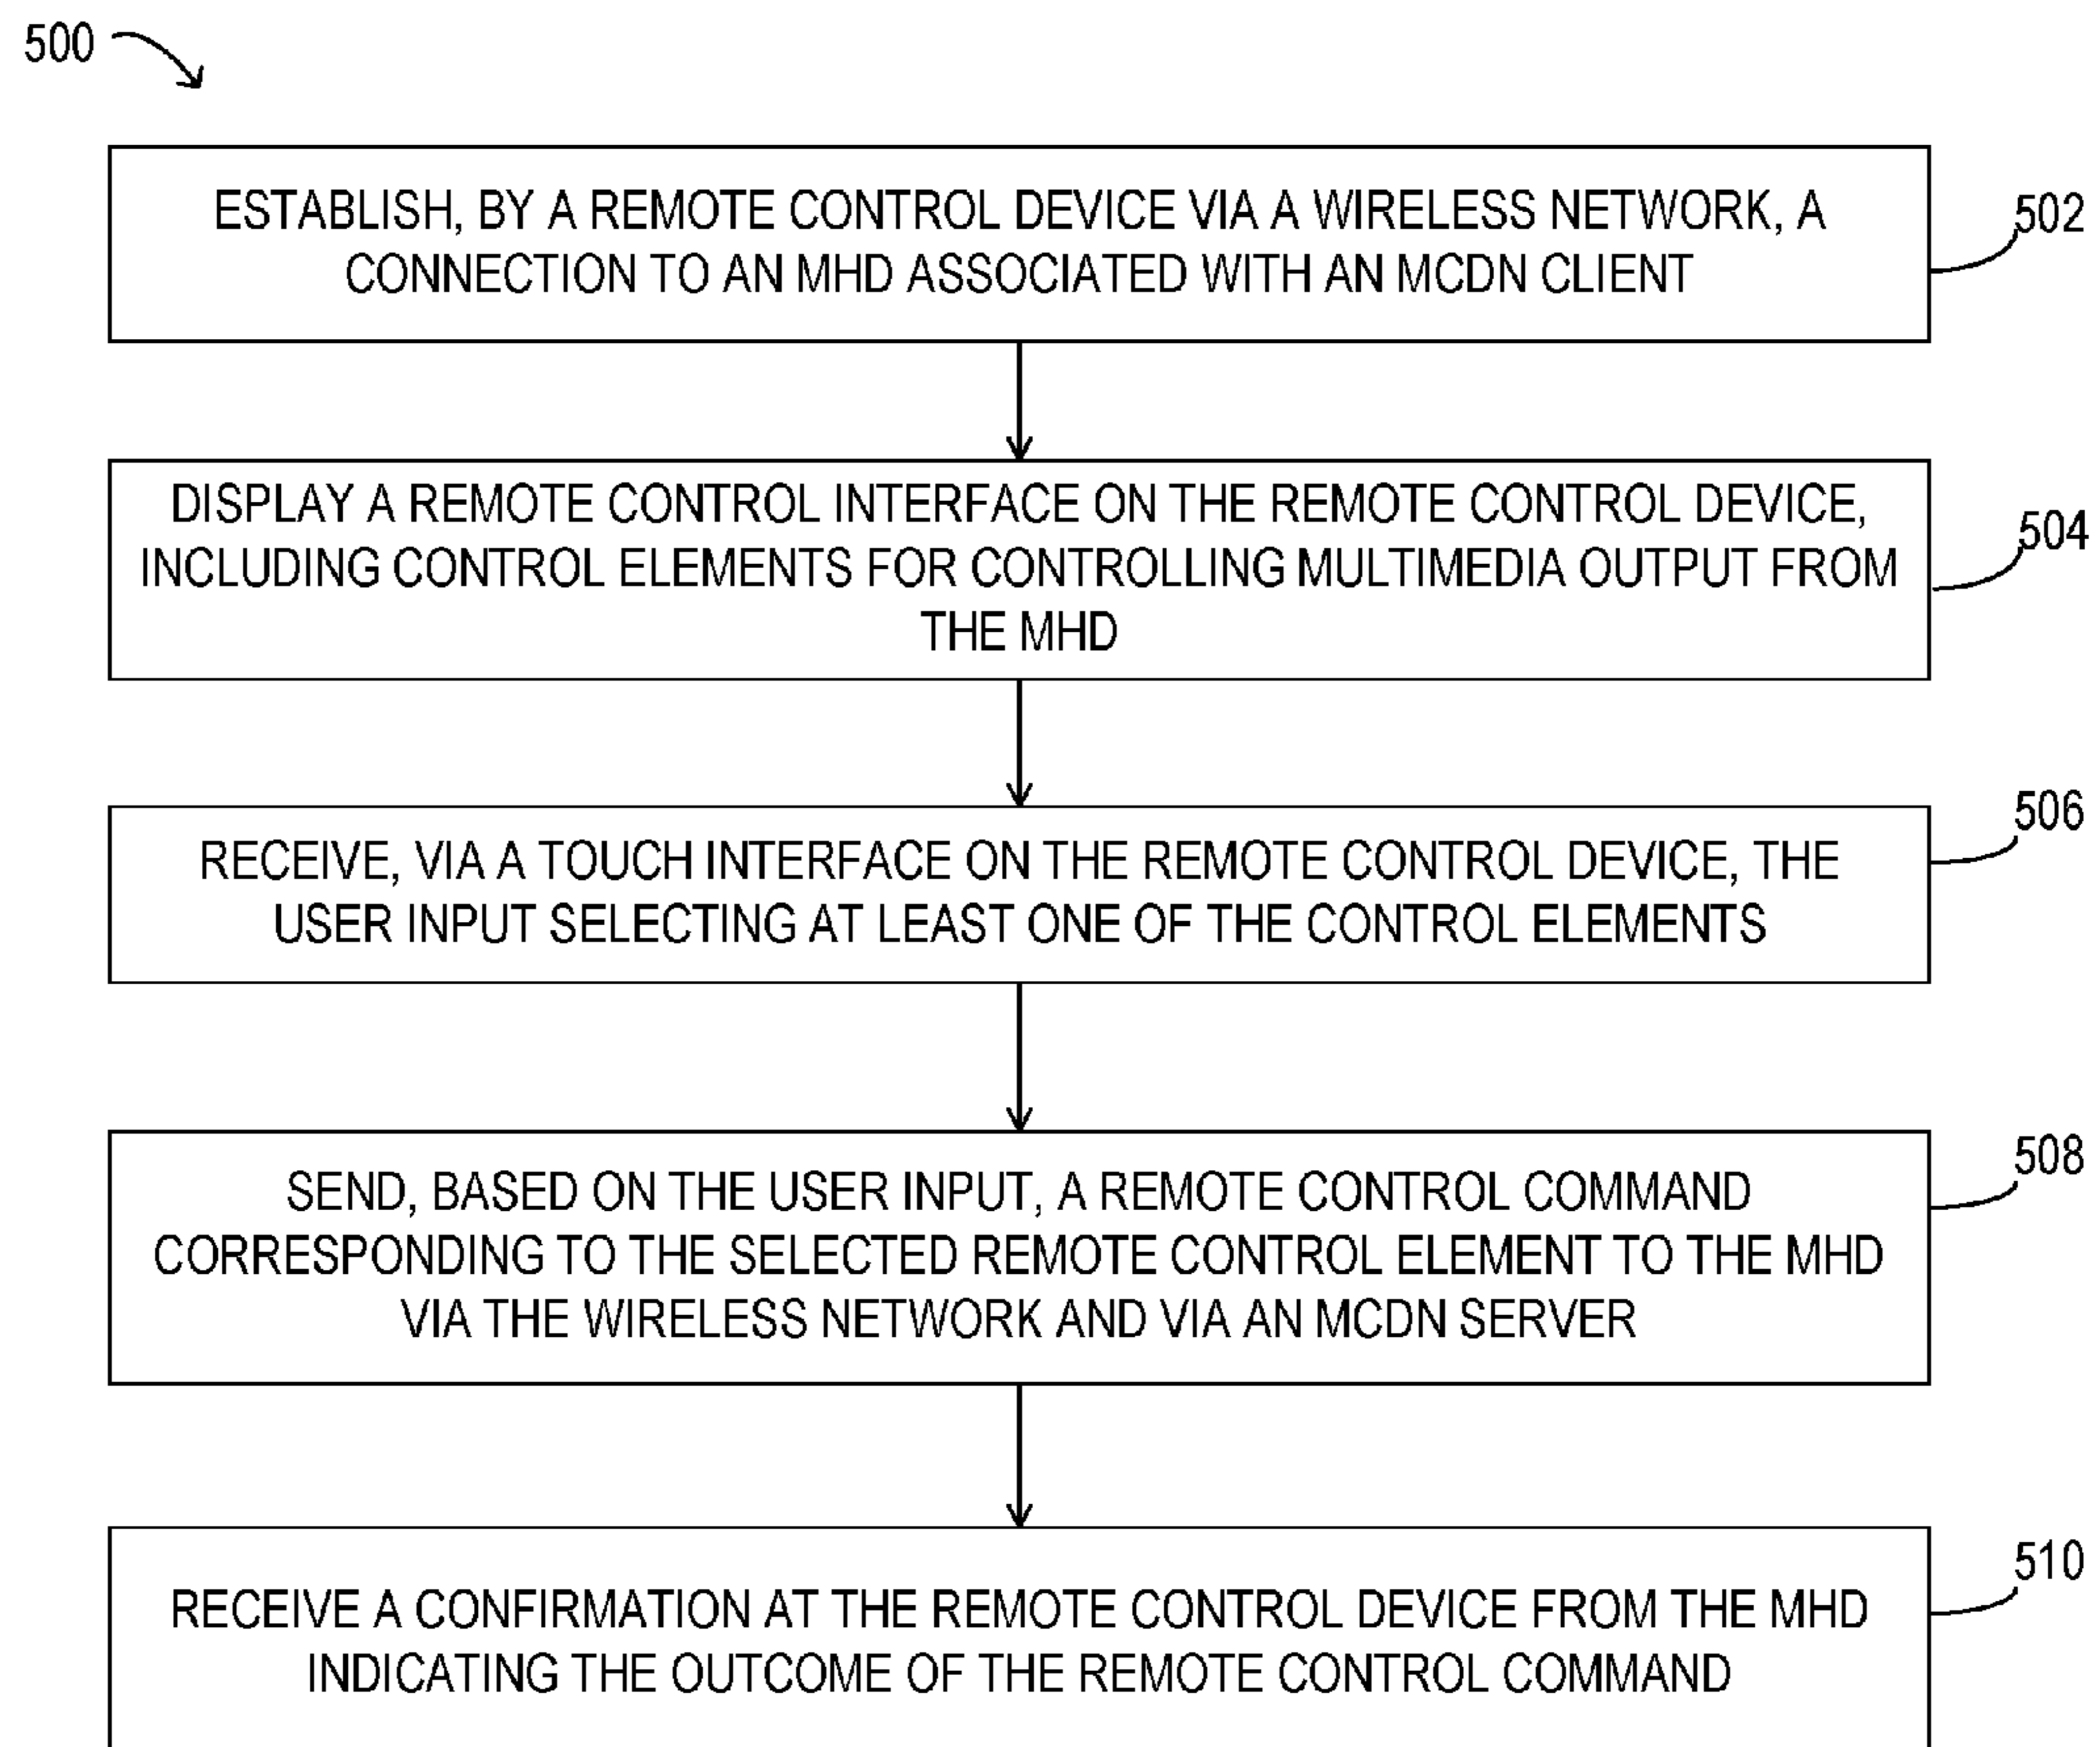 500
ESTABLISH, BY A REMOTE CONTROL DEVICE VIA A WIRELESS NETWORK, A
CONNECTION TO AN MHD ASSOCIATED WITH AN MCDN CLIENT
502
DISPLAY A REMOTE CONTROL INTERFACE ON THE REMOTE CONTROL DEVICE,
INCLUDING CONTROL ELEMENTS FOR CONTROLLING MULTIMEDIA OUTPUT FROM
THE MHD
504
RECEIVE, VIA A TOUCH INTERFACE ON THE REMOTE CONTROL DEVICE, THE
USER INPUT SELECTING AT LEAST ONE OF THE CONTROL ELEMENTS
506
SEND, BASED ON THE USER INPUT, A REMOTE CONTROL COMMAND
CORRESPONDING TO THE SELECTED REMOTE CONTROL ELEMENT TO THE MHD
VIA THE WIRELESS NETWORK AND VIA AN MCDN SERVER
508
RECEIVE A CONFIRMATION AT THE REMOTE CONTROL DEVICE FROM THE MHD
INDICATING THE OUTCOME OF THE REMOTE CONTROL COMMAND
510